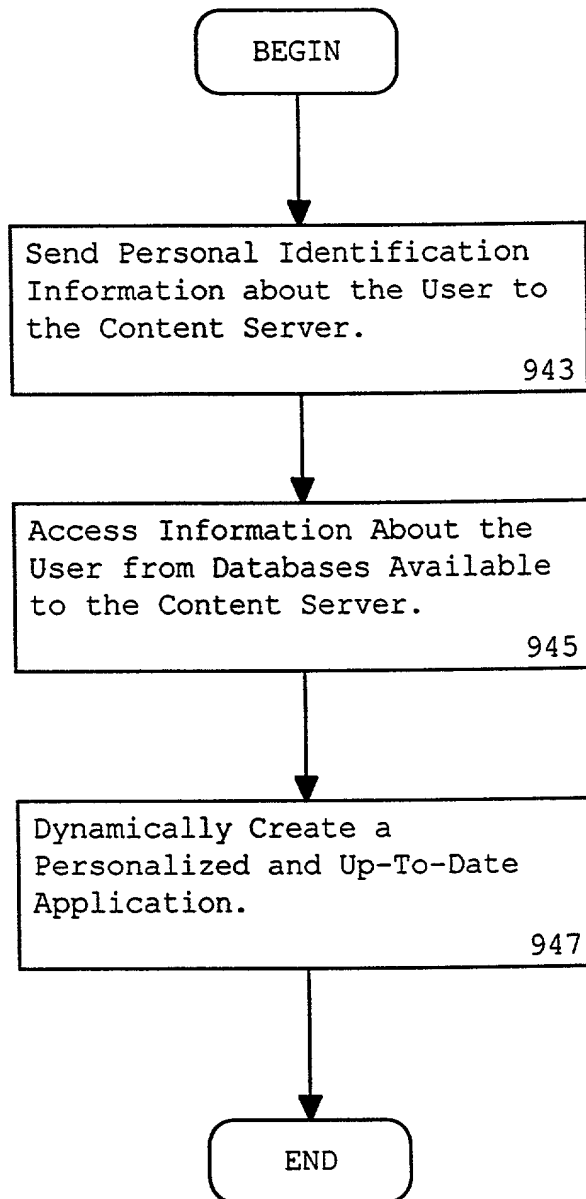 BEGIN
Send Personal Identification
Information about the User to
the Content Server.
943
Access Information About the
User from Databases Available
to the Content Server.
945
Dynamically Create a
Personalized and Up-To-Date
Application.
947
END